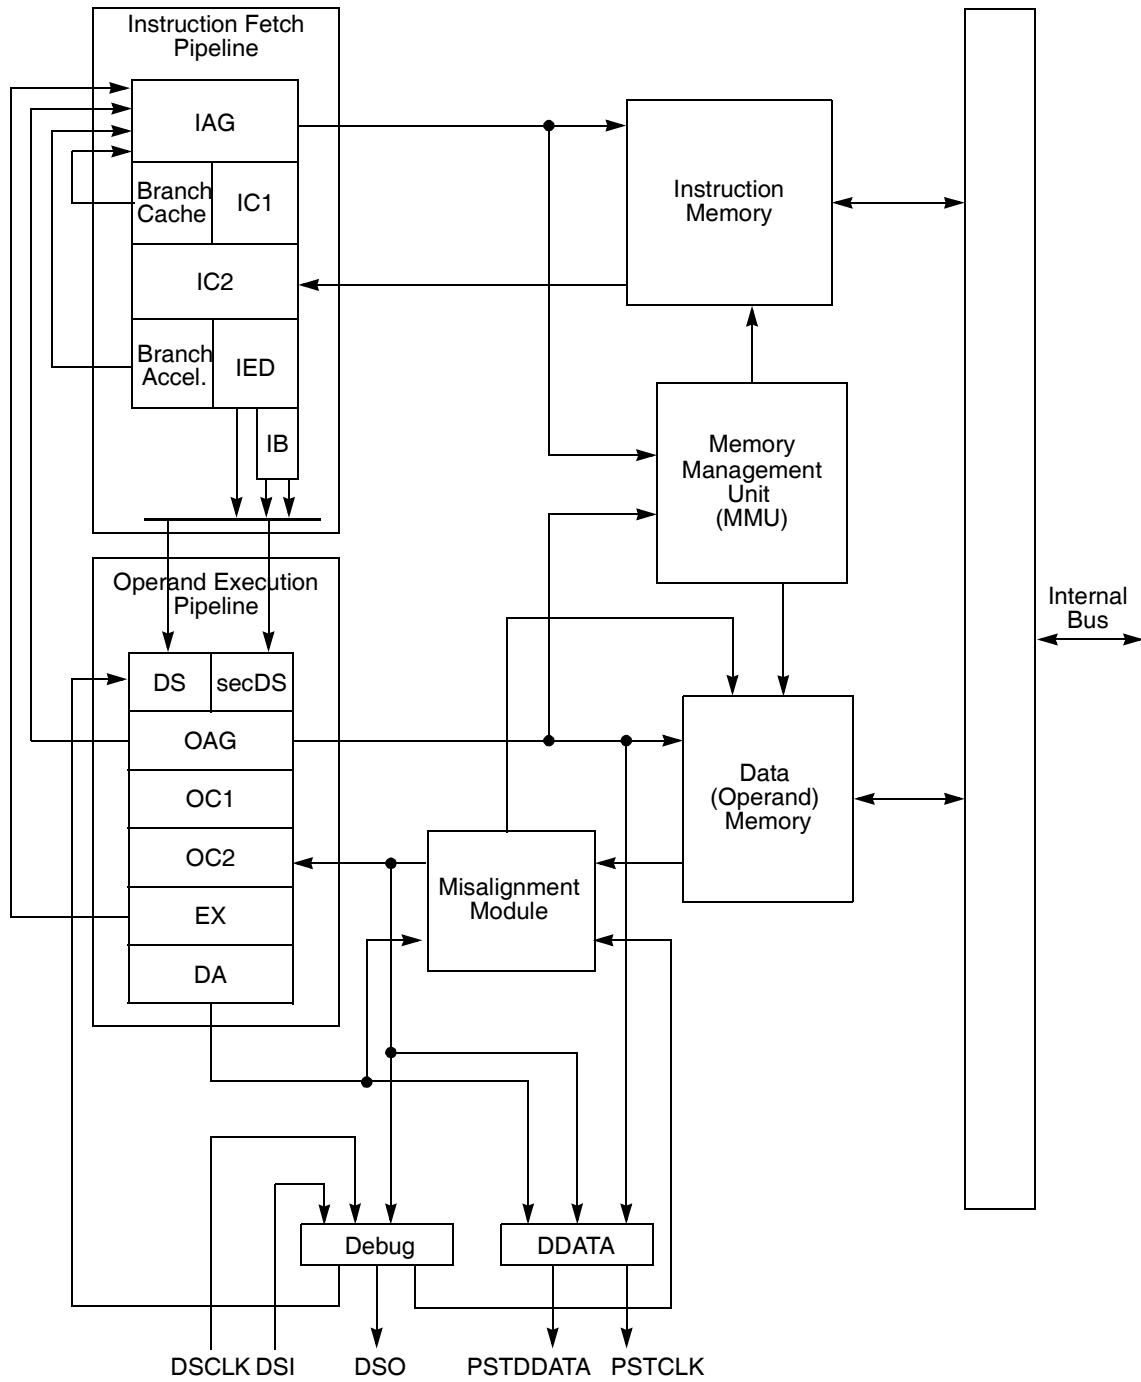 Instruction Fetch
Pipeline
IAG
Branch
Cache
IC1
IC2
Branch
Accel.
IED
IB
Instruction
Memory
Memory
Management
Unit
(MMU)
Internal
Bus
Operand Execution
Pipeline
DS
secDS
OAG
OC1
OC2
EX
DA
Data
(Operand)
Memory
Misalignment
Module
Debug
DDATA
DSCLK
DSI
DSO
PSTDDATA
PSTCLK